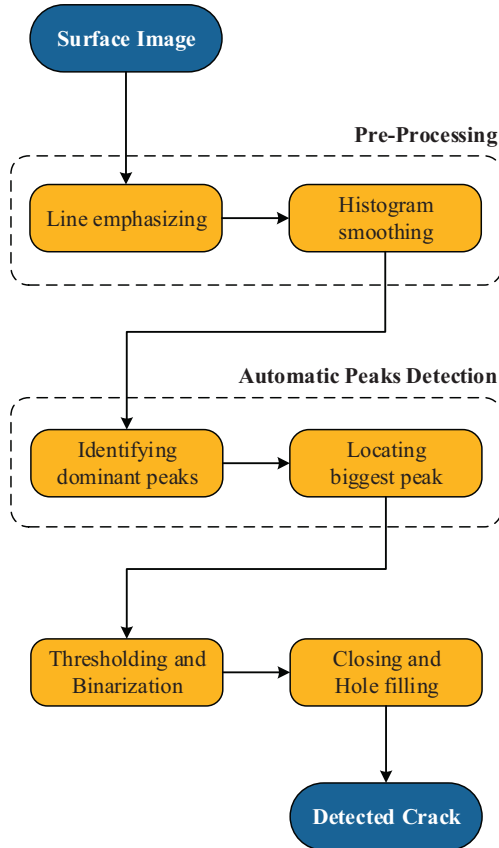 Surface Image
Pre-Processing
Line emphasizing
Histogram
smoothing
Automatic Peaks Detection
Identifying
dominant peaks
Locating
biggest peak
Thresholding and
Binarization
Closing and
Hole filling
Detected Crack